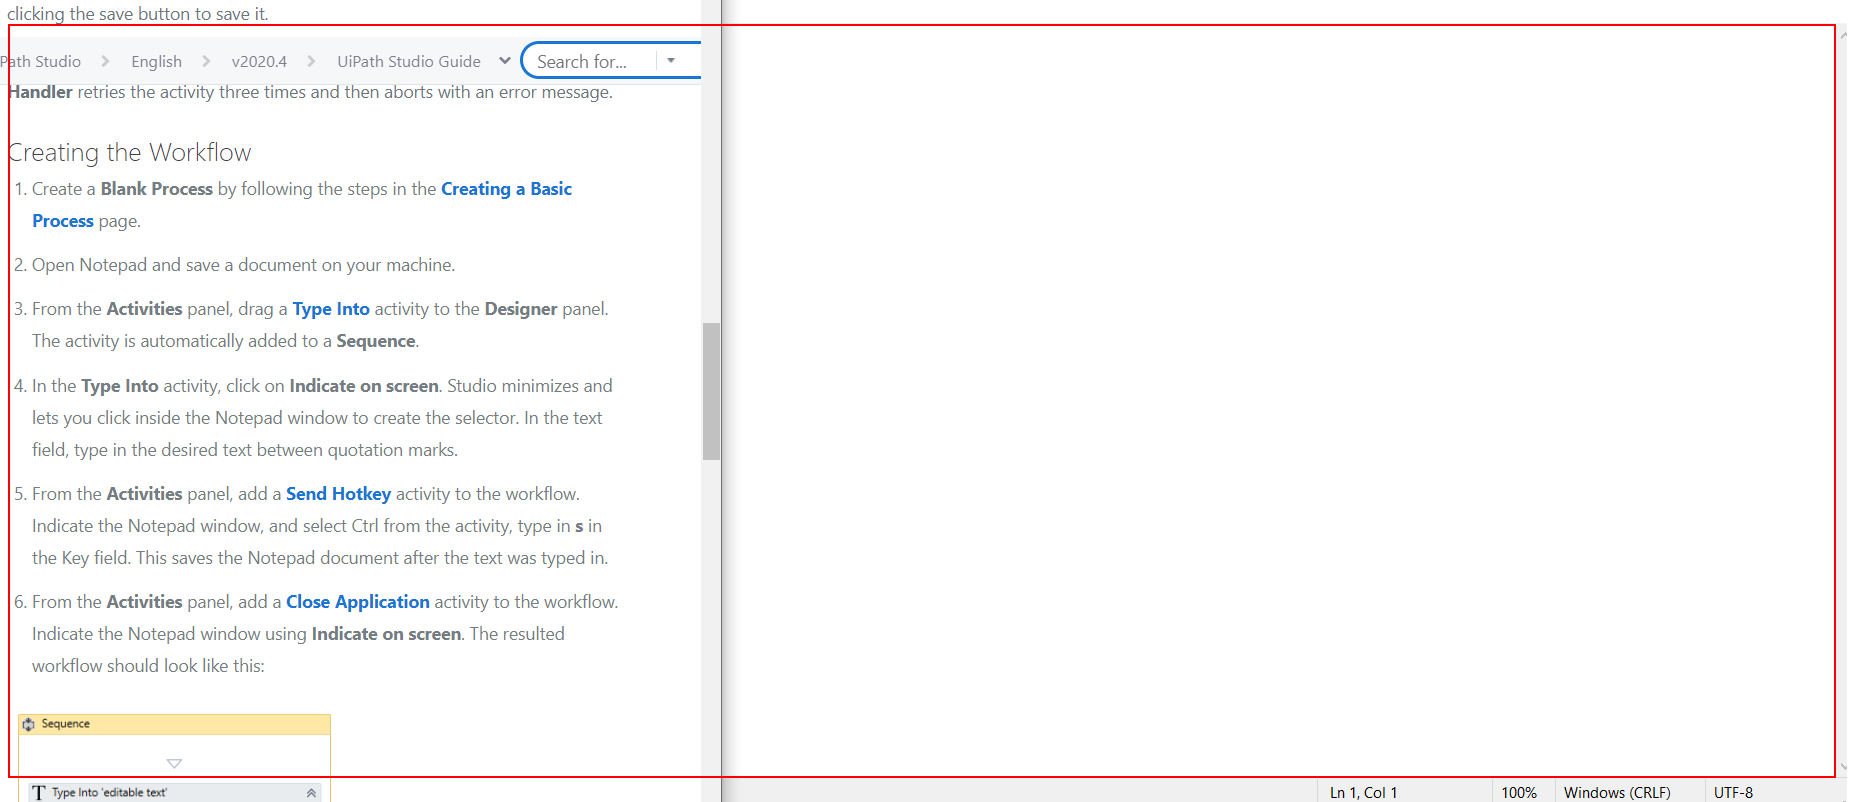 clicking the save button to save it.
Path Studio > English > v2020.4 > UiPath Studio Guide Search for...
Handler retries the activity three times and then aborts with an error message.
Creating the Workflow
1. Create a Blank Process by following the steps in the Creating a Basic
Process page.
2. Open Notepad and save a document on your machine.
3. From the Activities panel, drag a Type Into activity to the Designer panel.
The activity is automatically added to a Sequence.
4. In the Type Into activity, click on Indicate on screen. Studio minimizes and
lets you click inside the Notepad window to create the selector. In the text
field, type in the desired text between quotation marks.
5. From the Activities panel, add a Send Hotkey activity to the workflow.
Indicate the Notepad window, and select Ctrl from the activity, type in s in
the Key field. This saves the Notepad document after the text was typed in.
6. From the Activities panel, add a Close Application activity to the workflow.
Indicate the Notepad window using Indicate on screen. The resulted
workflow should look like this:
Sequence
T Type Into 'editable text'
Ln 1, Col 1 100% Windows (CRLF) UTF-8